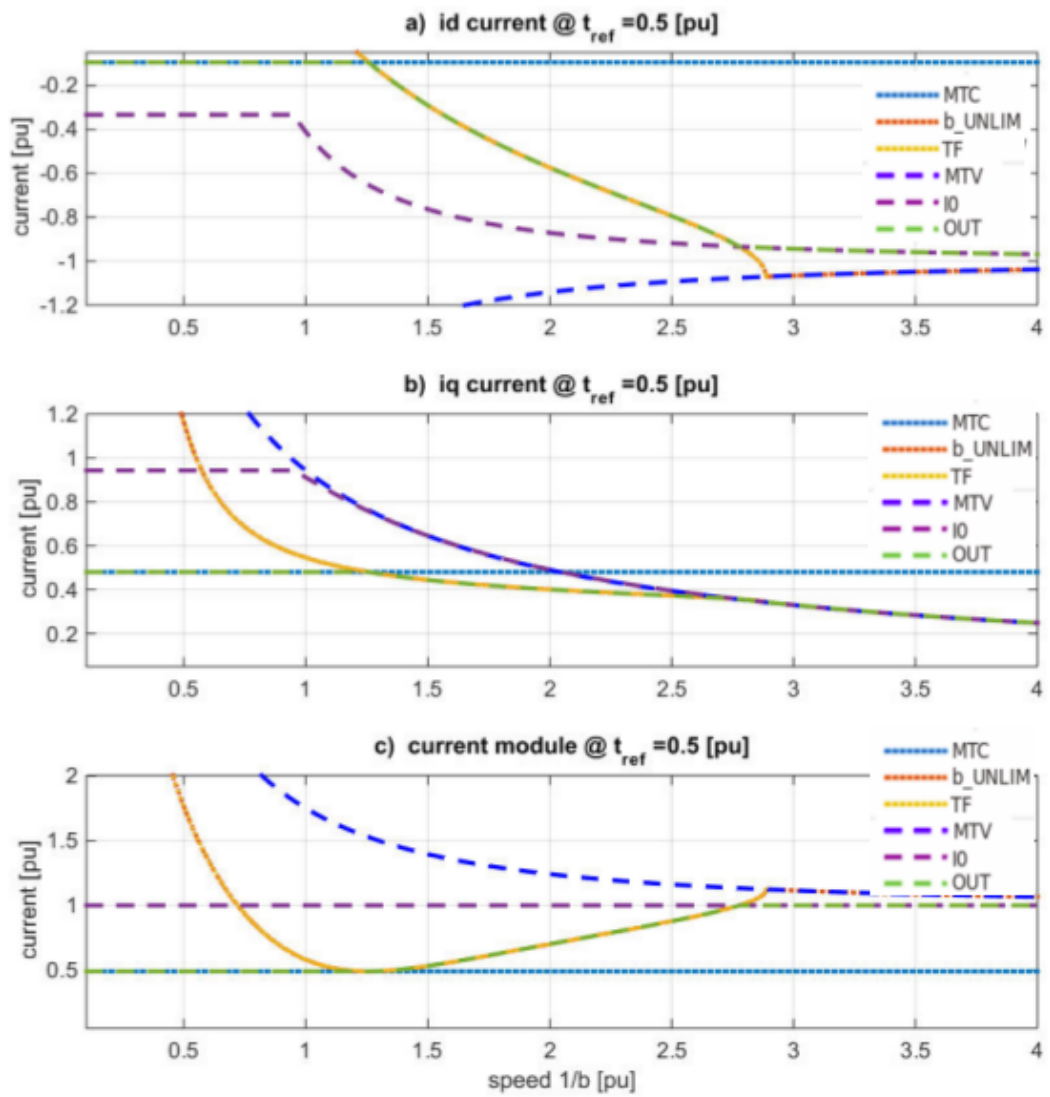 a) id current @ t_ref =0.5 [pu]
current [pu]
-0.2
-0.4
-0.6
-0.8
-1
-1.2
0.5 1 1.5 2 2.5 3 3.5 4
MTC
b_UNLIM
TF
MTV
I0
OUT
b) iq current @ t_ref =0.5 [pu]
current [pu]
1.2
1
0.8
0.6
0.4
0.2
0.5 1 1.5 2 2.5 3 3.5 4
MTC
b_UNLIM
TF
MTV
I0
OUT
c) current module @ t_ref =0.5 [pu]
current [pu]
2
1.5
1
0.5
0.5 1 1.5 2 2.5 3 3.5 4
speed 1/b [pu]
MTC
b_UNLIM
TF
MTV
I0
OUT